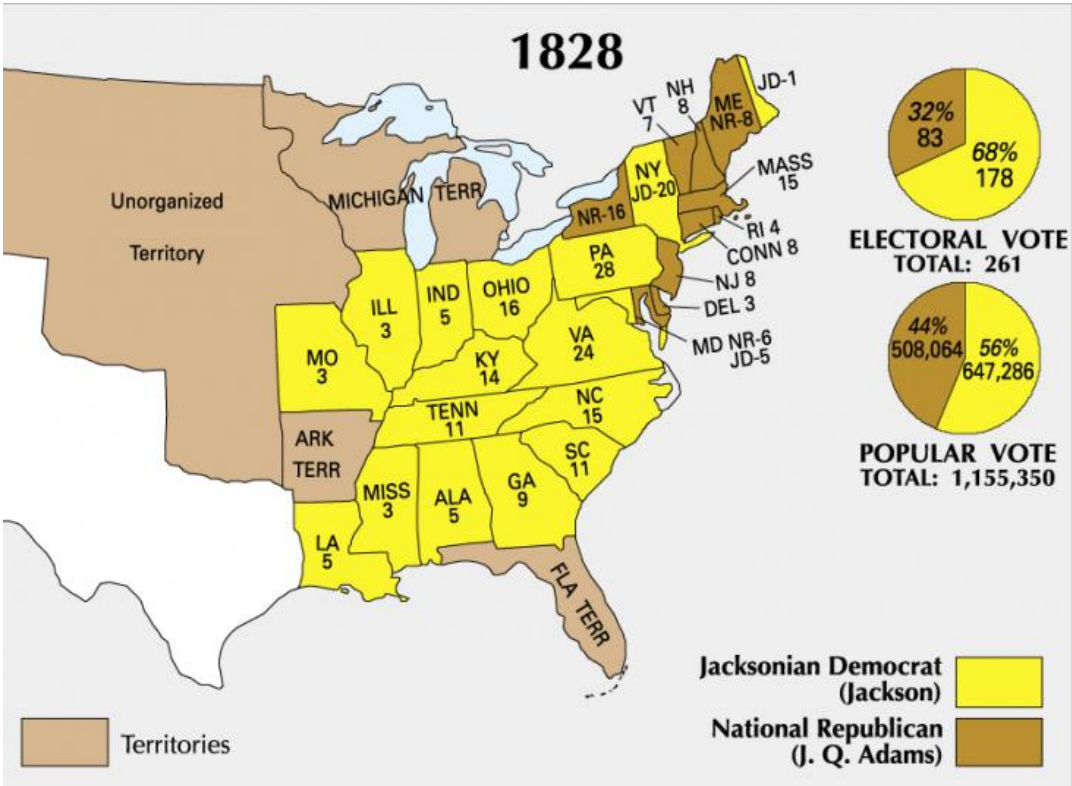 1828
JD-1
NH
8
VT
7
ME
NR-8
MASS
15
NY
JD-20
NR-16
RI 4
CONN 8
NJ 8
DEL 3
MD NR-6
JD-5
PA
28
MICHIGAN TERR
Unorganized
Territory
ILL
3
IND
5
OHIO
16
VA
24
MO
3
KY
14
NC
15
TENN
11
SC
11
ARK
TERR
MISS
3
ALA
5
GA
9
LA
5
FLA TERR
32%
83
68%
178
ELECTORAL VOTE
TOTAL: 261
44%
508,064
56%
647,286
POPULAR VOTE
TOTAL: 1,155,350
Jacksonian Democrat
(Jackson)
National Republican
(J. Q. Adams)
Territories